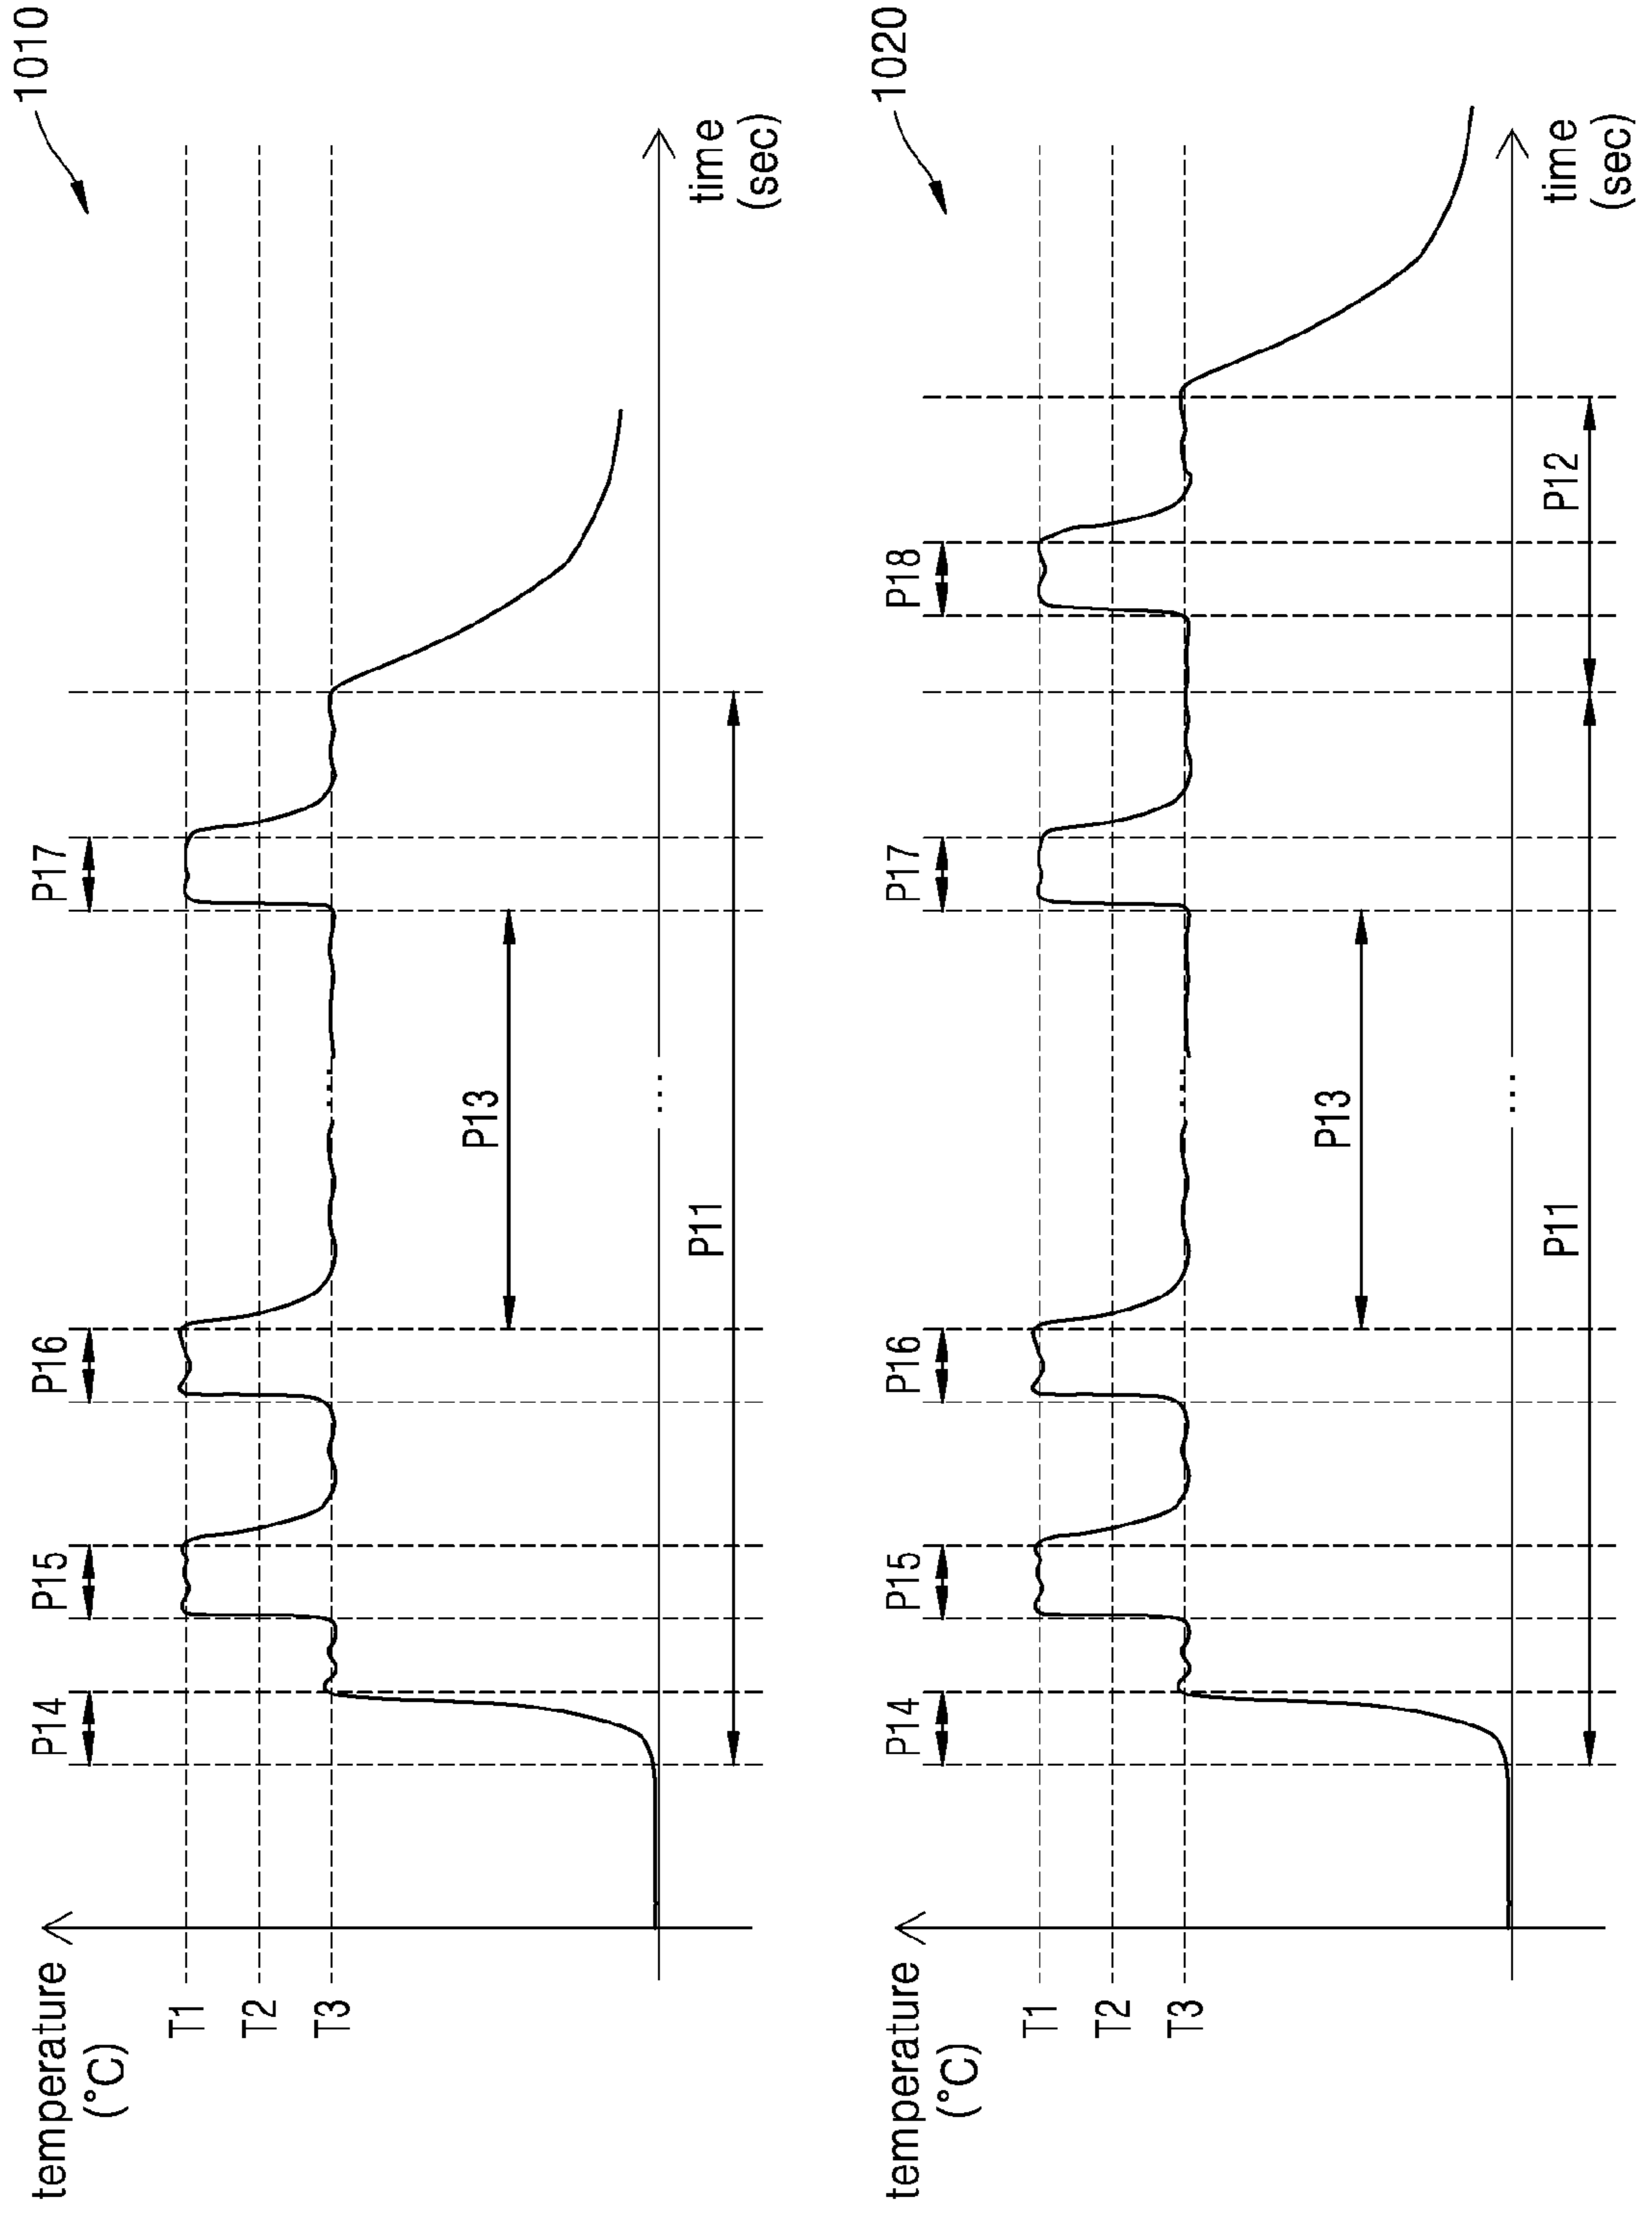 1010
temperature
(°C)
T1
T2
T3
P14
P15
P16
P17
P13
...
...
P11
time
(sec)
1020
temperature
(°C)
T1
T2
T3
P14
P15
P16
P17
P18
P13
...
...
P11
P12
time
(sec)